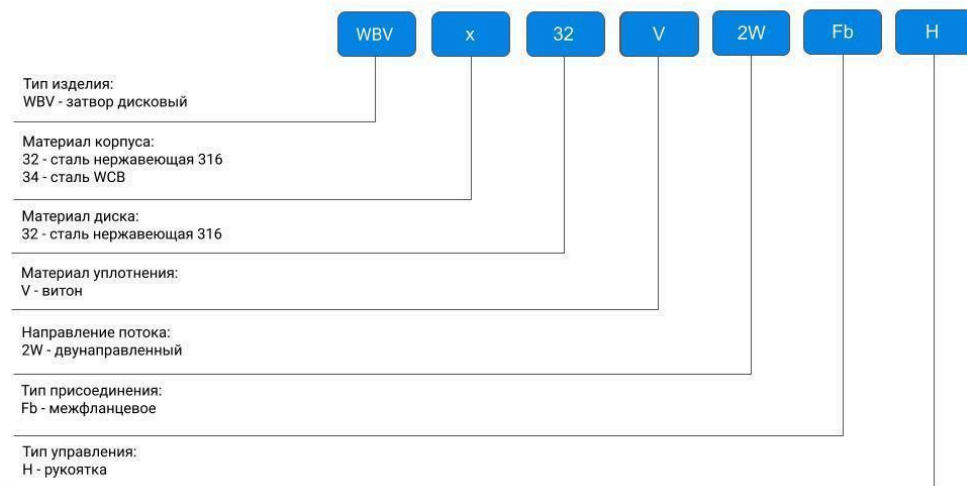 WBV x 32 V 2W Fb H
Тип изделия:
WBV - затвор дисковый
Материал корпуса:
32 - сталь нержавеющая 316
34 - сталь WCB
Материал диска:
32 - сталь нержавеющая 316
Материал уплотнения:
V - витон
Направление потока:
2W - двунаправленный
Тип присоединения:
Fb - межфланцевое
Тип управления:
H - рукоятка